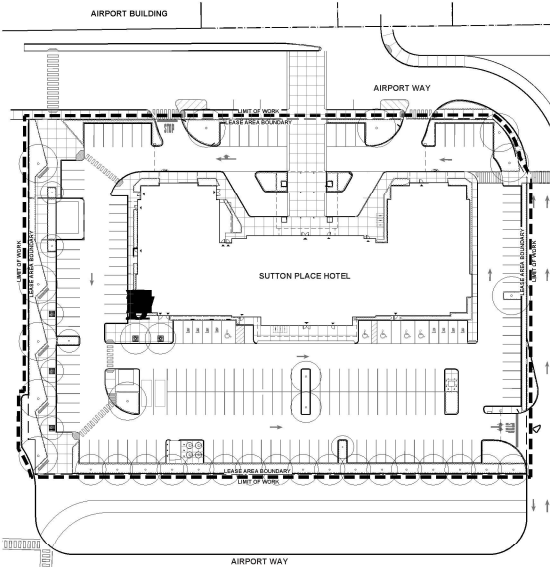 AIRPORT BUILDING
AIRPORT WAY
LIMIT OF WORK
LEASE AREA BOUNDARY
LIMIT OF WORK
LEASE AREA BOUNDARY
LEASE AREA BOUNDARY
LIMIT OF WORK
SUTTON PLACE HOTEL
LEASE AREA BOUNDARY
LIMIT OF WORK
AIRPORT WAY